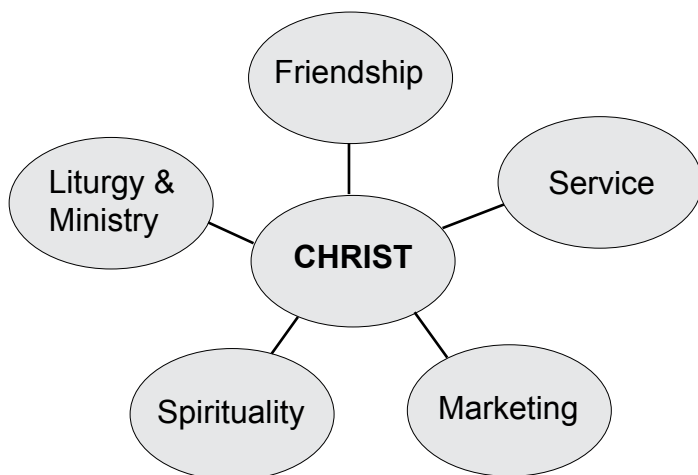 Friendship
Liturgy &
Ministry
Service
CHRIST
Spirituality
Marketing